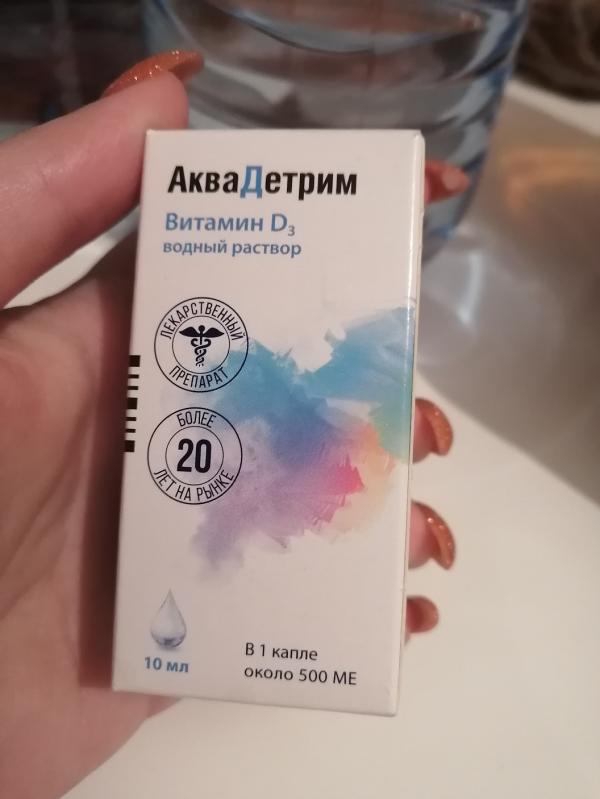 АкваДетрим
Витамин D₃
водный раствор
ЛЕКАРСТВЕННЫЙ
ПРЕПАРАТ
БОЛЕЕ
20
ЛЕТ НА РЫНКЕ
10 мл
В 1 капле
около 500 МЕ